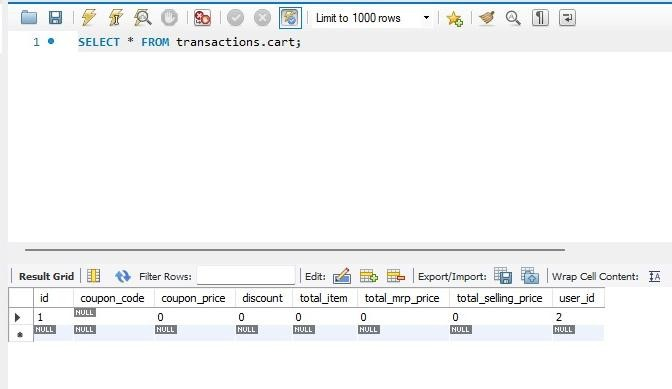 Limit to 1000 rows
1 SELECT * FROM transactions.cart;
Result Grid Filter Rows: Edit: Export/Import: Wrap Cell Content: IA
id coupon_code coupon_price discount total_item total_mrp_price total_selling_price user_id
1 NULL 0 0 0 0 0 2
NULL NULL NULL NULL NULL NULL NULL NULL